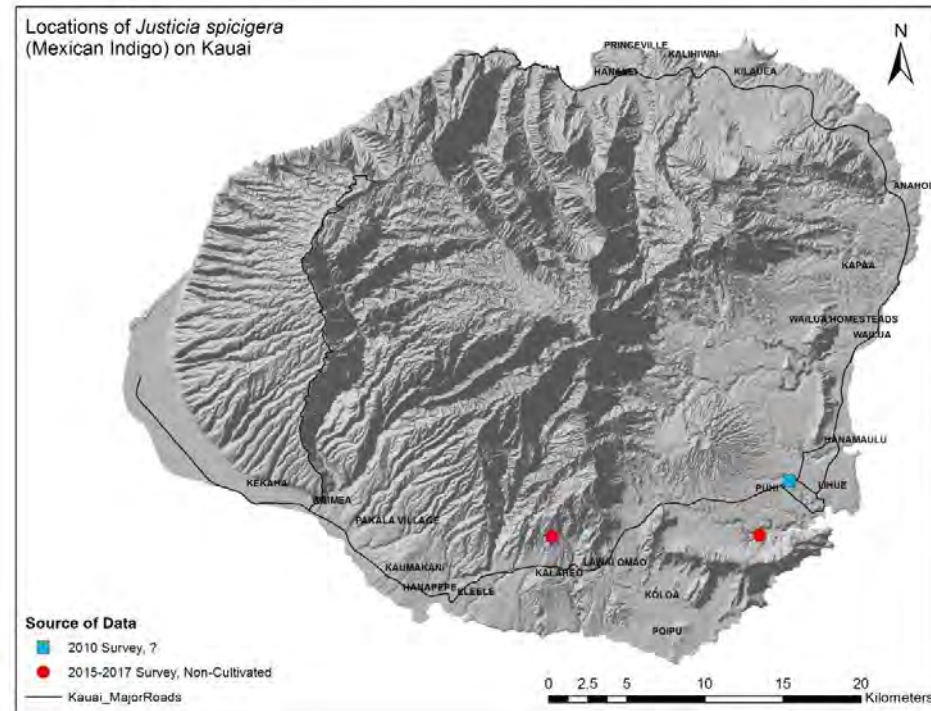 Locations of Justicia spicigera
(Mexican Indigo) on Kauai
N
PRINCEVILLE
KALIHIWAI
HANALEI
KILAUEA
ANAHOL
KAPAA
WAILUA HOMESTEADS
WAILUA
HANAMAULU
PUHI
LIHUE
KEKAHA
WAIMEA
PAKALA VILLAGE
KAUMAKANI
HANAPEPE
ELEELE
KALAHEO
LAWAI
OMAO
KOLOA
POIPU
Source of Data
2010 Survey, ?
2015-2017 Survey, Non-Cultivated
Kauai_MajorRoads
0 2.5 5 10 15 20
Kilometers